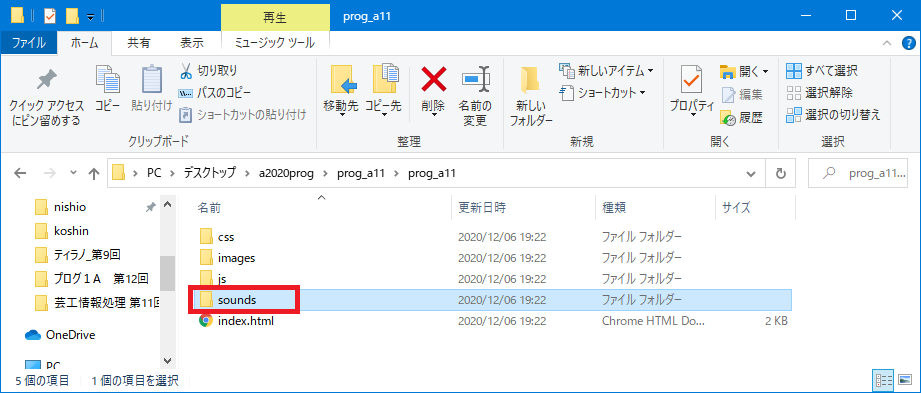 再生
prog_a11
ファイル
ホーム
共有
表示
ミュージック ツール
クイック アクセス
にピン留めする
コピー
貼り付け
切り取り
パスのコピー
ショートカットの貼り付け
クリップボード
移動先
コピー先
削除
名前の
変更
整理
新しい
フォルダー
新しいアイテム
ショートカット
新規
プロパティ
開く
編集
履歴
開く
すべて選択
選択解除
選択の切り替え
選択
PC
デスクトップ
a2020prog
prog_a11
prog_a11
prog_a11...
nishio
koshin
ティラノ_第9回
プログ１Ａ　第12回
芸工情報処理 第11回
OneDrive
PC
名前 更新日時 種類 サイズ
css 2020/12/06 19:22 ファイル フォルダー
images 2020/12/06 19:22 ファイル フォルダー
js 2020/12/06 19:22 ファイル フォルダー
sounds 2020/12/06 19:22 ファイル フォルダー
index.html 2020/12/06 19:22 Chrome HTML Do... 2 KB
5 個の項目
1 個の項目を選択